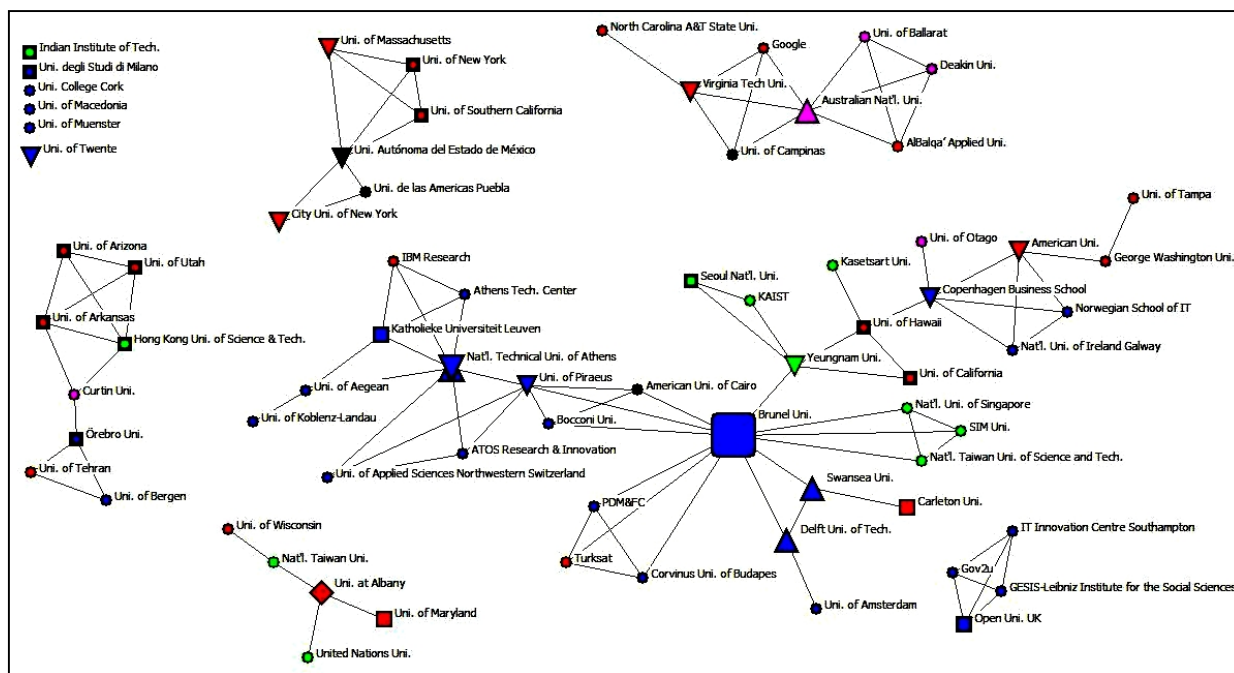 Indian Institute of Tech.
Uni. degli Studi di Milano
Uni. College Cork
Uni. of Macedonia
Uni. of Muenster
Uni. of Twente
Uni. of Massachusetts
Uni. of New York
Uni. of Southern California
Uni. Autónoma del Estado de México
Uni. de las Americas Puebla
City Uni. of New York
North Carolina A&T State Uni.
Google
Virginia Tech Uni.
Uni. of Campinas
Uni. of Ballarat
Deakin Uni.
Australian Nat'l. Uni.
AlBalqa' Applied Uni.
Uni. of Arizona
Uni. of Utah
Uni. of Arkansas
Hong Kong Uni. of Science & Tech.
Curtin Uni.
Örebro Uni.
Uni. of Tehran
Uni. of Bergen
IBM Research
Athens Tech. Center
Katholieke Universiteit Leuven
Nat'l. Technical Uni. of Athens
Uni. of Aegean
Uni. of Koblenz-Landau
Uni. of Piraeus
American Uni. of Cairo
Bocconi Uni.
ATOS Research & Innovation
Uni. of Applied Sciences Northwestern Switzerland
Uni. of Tampa
Uni. of Otago
American Uni.
George Washington Uni.
Kasetsart Uni.
Copenhagen Business School
Norwegian School of IT
Nat'l. Uni. of Ireland Galway
Seoul Nat'l. Uni.
KAIST
Uni. of Hawaii
Yeungnam Uni.
Uni. of California
Brunel Uni.
Nat'l. Uni. of Singapore
SIM Uni.
Nat'l. Taiwan Uni. of Science and Tech.
Swansea Uni.
Carleton Uni.
Delft Uni. of Tech.
Uni. of Amsterdam
PDM&FC
Turksat
Corvinus Uni. of Budapes
Uni. of Wisconsin
Nat'l. Taiwan Uni.
Uni. at Albany
Uni. of Maryland
United Nations Uni.
IT Innovation Centre Southampton
Gov2u
GESIS-Leibniz Institute for the Social Sciences
Open Uni. UK